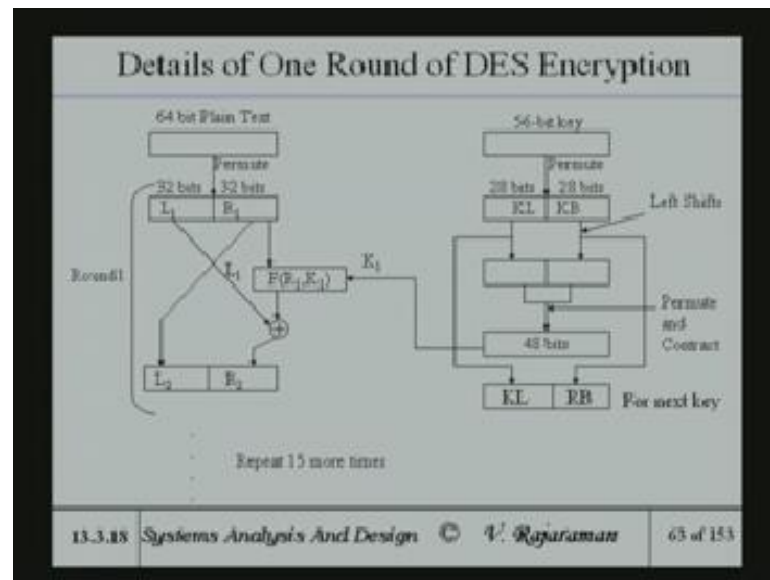 Details of One Round of DES Encryption
64 bit Plain Text
Permute
32 bits 32 bits
L1 R1
Round1
L1
F(R1,K1)
K1
L2 R2
Repeat 15 more times
56-bit key
Permute
28 bits 28 bits
KL KB
Left Shifts
Permute
and
Contract
48 bits
KL RB
For next key
13.3.18 Systems Analysis And Design © V. Rajaraman 63 of 153